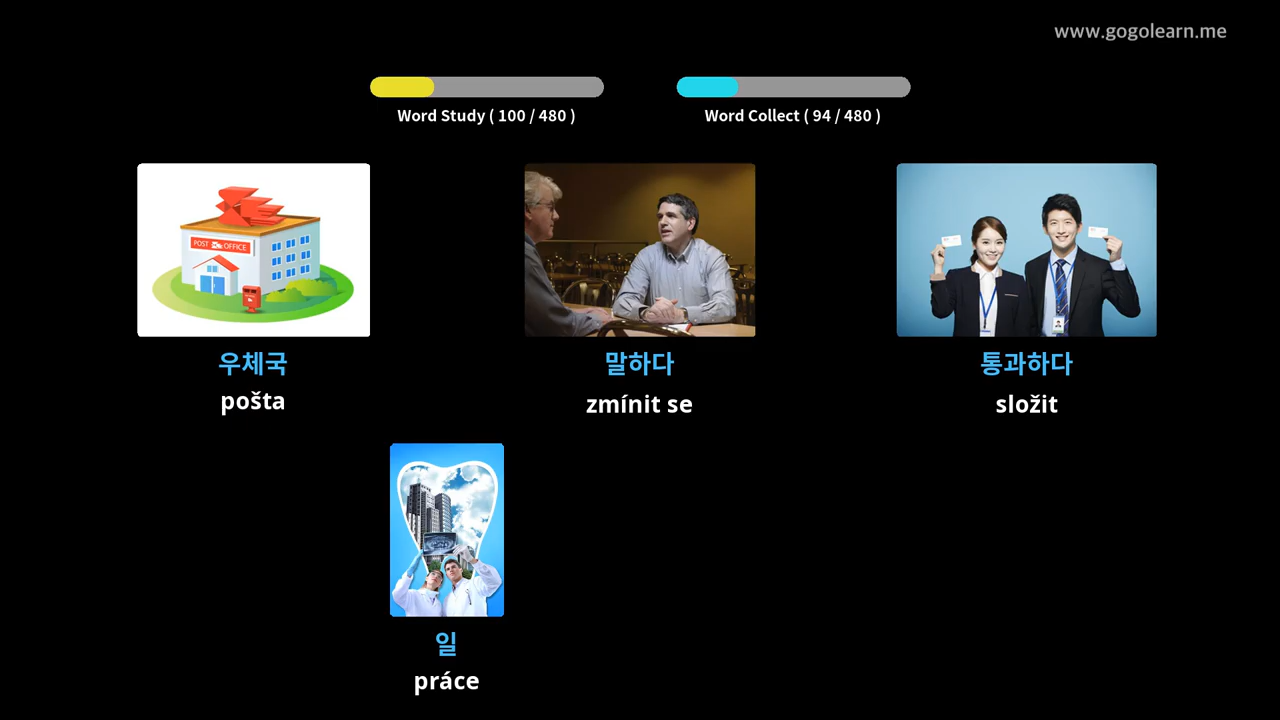 www.gogolearn.me
Word Study ( 100 / 480 )
Word Collect ( 94 / 480 )
POST OFFICE
우체국
말하다
통과하다
pošta
zmínit se
složit
일
práce